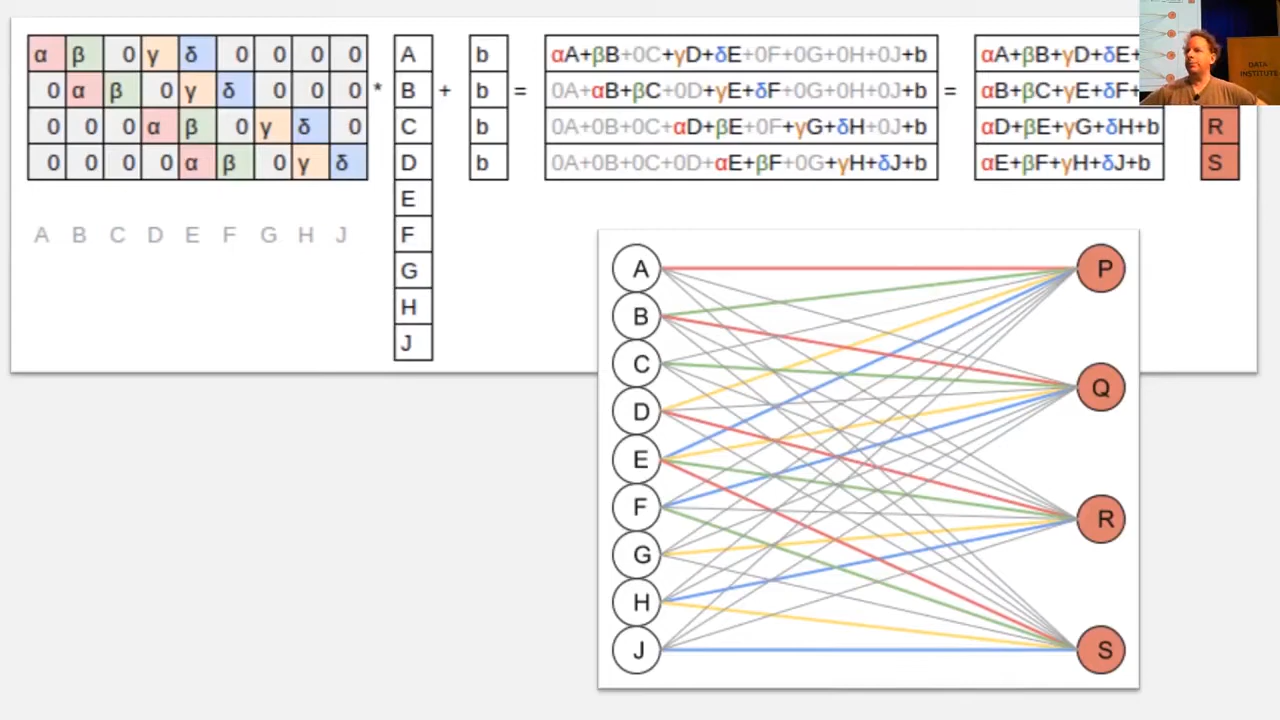 α β 0 γ δ 0 0 0 0 A b αA+βB+0C+γD+δE+0F+0G+0H+0J+b αA+βB+γD+δE+
0 α β 0 γ δ 0 0 0 * B + b = 0A+αB+βC+0D+γE+δF+0G+0H+0J+b = αB+βC+γE+δF+
0 0 0 α β 0 γ δ 0 C b 0A+0B+0C+αD+βE+0F+γG+δH+0J+b αD+βE+γG+δH+b R
0 0 0 0 α β 0 γ δ D b 0A+0B+0C+0D+αE+βF+0G+γH+δJ+b αE+βF+γH+δJ+b S
E
A B C D E F G H J F
G
H
J
A P
B
C Q
D
E
F R
G
H
J S
DATA
INSTITUTE